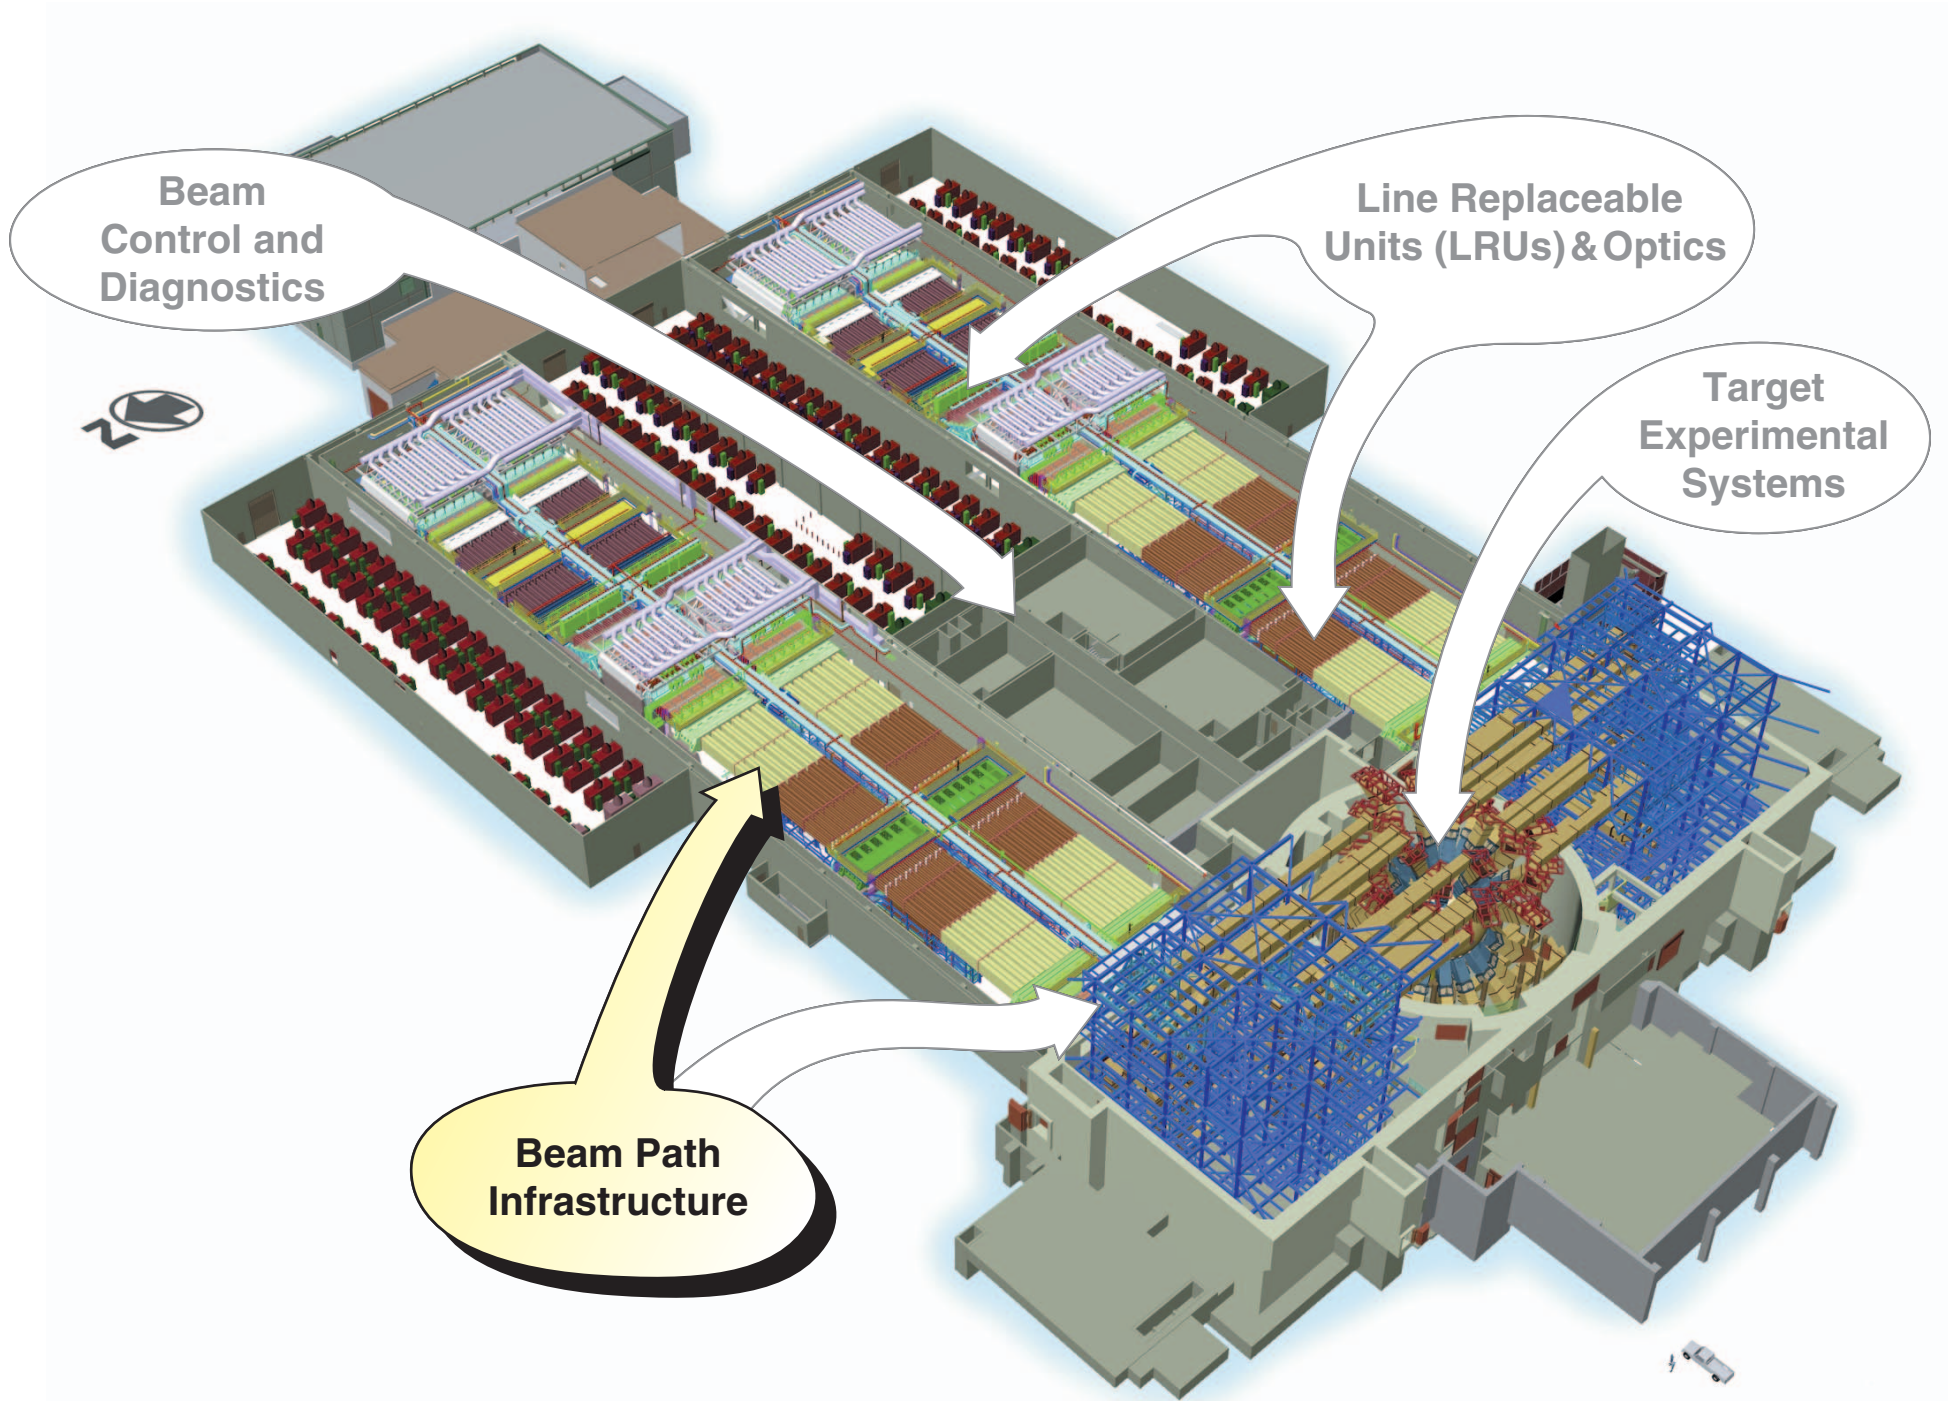 Beam
Control and
Diagnostics
Line Replaceable
Units (LRUs) & Optics
Target
Experimental
Systems
N
Beam Path
Infrastructure